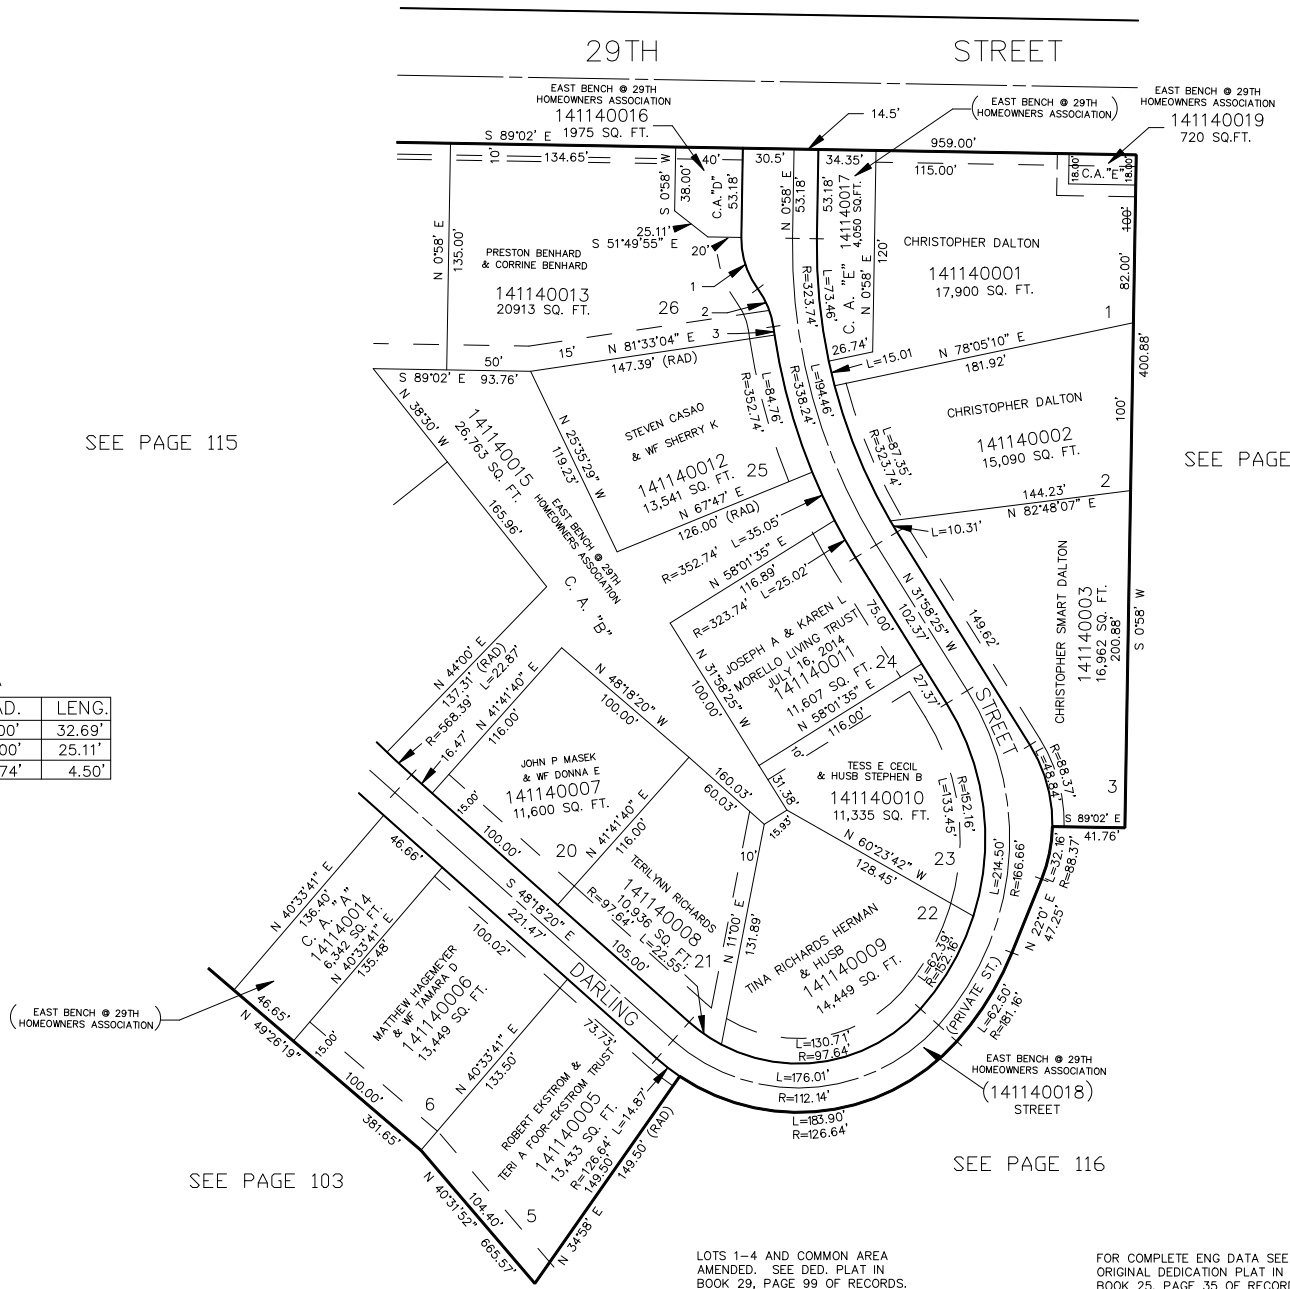 29TH STREET
EAST BENCH @ 29TH
HOMEOWNERS ASSOCIATION
141140016
1975 SQ. FT.
(EAST BENCH @ 29TH
HOMEOWNERS ASSOCIATION)
EAST BENCH @ 29TH
HOMEOWNERS ASSOCIATION
141140019
720 SQ.FT.
14.5'
S 89°02' E
959.00'
10'
134.65'
40'
30.5'
34.35'
115.00'
18.00'
C.A."E"
18.00'
S 0°58' W
38.00'
C.A."D"
53.18'
N 0°58' E
53.18'
53.18'
141140017
4,050 SQ.FT.
C. A. "E"
N 0°58' E
120'
100'
82.00'
25.11'
S 51°49'55" E
20'
N 0°58' E
135.00'
PRESTON BENHARD
& CORRINE BENHARD
141140013
20913 SQ. FT.
26
1
2
3
CHRISTOPHER DALTON
141140001
17,900 SQ. FT.
1
R=323.74'
L=73.46'
26.74'
L=15.01
N 78°05'10" E
181.92'
400.88'
15'
N 81°33'04" E
147.39' (RAD)
50'
S 89°02' E 93.76'
L=84.76'
R=352.74'
L=194.46'
R=338.24'
N 38°30' W
165.96'
SEE PAGE 115
141140015
26,763 SQ. FT.
EAST BENCH @ 29TH
HOMEOWNERS ASSOCIATION
C. A. "B"
N 25°35'29" W
119.23'
STEVEN CASAO
& WF SHERRY K
141140012
13,541 SQ. FT.
25
N 67°47' E
126.00' (RAD)
L=87.35'
R=323.74'
CHRISTOPHER DALTON
141140002
15,090 SQ. FT.
100'
2
SEE PAGE
144.23'
N 82°48'07" E
L=10.31'
R=352.74' L=35.05'
N 58°01'35" E
116.89'
R=323.74' L=25.02'
JOSEPH A & KAREN L
MORELLO LIVING TRUST
JULY 16, 2014
141140011
11,607 SQ. FT.
24
75.00'
N 31°58'25" W
100.00'
N 58°01'35" E
116.00'
10'
27.37'
N 31°58'25" W
102.37'
149.62'
STREET
CHRISTOPHER SMART DALTON
141140003
16,962 SQ. FT.
200.88'
S 0°58' W
3
R=88.37'
L=48.84'
S 89°02' E
41.76'
N 44°00' E
137.31' (RAD)
R=568.39' L=22.87'
16.47'
N 41°41'40" E
116.00'
N 48°18'20" W
100.00'
160.03'
60.03'
AD. LENG.
00' 32.69'
00' 25.11'
74' 4.50'
JOHN P MASEK
& WF DONNA E
141140007
11,600 SQ. FT.
15.00'
100.00'
20
N 41°41'40" E
116.00'
31.38'
15.93'
TESS E CECIL
& HUSB STEPHEN B
141140010
11,335 SQ. FT.
R=152.16'
L=133.45'
23
N 60°23'42" W
128.45'
L=214.50'
R=166.66'
L=32.16'
R=88.37'
N 22°0' E
47.25'
46.66'
S 48°18'20" E
221.47'
TERILYNN RICHARDS
141140008
10,936 SQ. FT.
R=97.64' L=22.55'
105.00'
21
10'
N 11°00' E
131.89'
22
TINA RICHARDS HERMAN
& HUSB
141140009
14,449 SQ. FT.
L=62.39'
R=152.16'
N 40°33'41" E
136.40'
C. A. "A"
141140014
6,342 SQ. FT.
N 40°33'41" E
135.48'
100.02'
DARLING
(PRIVATE ST.)
L=62.50'
R=181.16'
(EAST BENCH @ 29TH
HOMEOWNERS ASSOCIATION)
46.65'
N 49°26'19"
15.00'
MATTHEW HAGEMEYER
& WF TAMARA D
141140006
13,449 SQ. FT.
N 40°33'41" E
133.50'
73.73'
L=130.71'
R=97.64'
L=176.01'
R=112.14'
L=183.90'
R=126.64'
EAST BENCH @ 29TH
HOMEOWNERS ASSOCIATION
(141140018)
STREET
100.00'
381.65'
6
ROBERT EKSTROM &
TERI A FOOR-EKSTROM TRUST
141140005
13,433 SQ. FT.
R=126.64' L=14.87'
149.50'
149.50' (RAD)
N 34°58' E
SEE PAGE 103
SEE PAGE 116
N 40°31'52"
665.57'
104.40'
5
LOTS 1-4 AND COMMON AREA
AMENDED. SEE DED. PLAT IN
BOOK 29, PAGE 99 OF RECORDS.
FOR COMPLETE ENG DATA SEE
ORIGINAL DEDICATION PLAT IN
BOOK 25, PAGE 35 OF RECORD